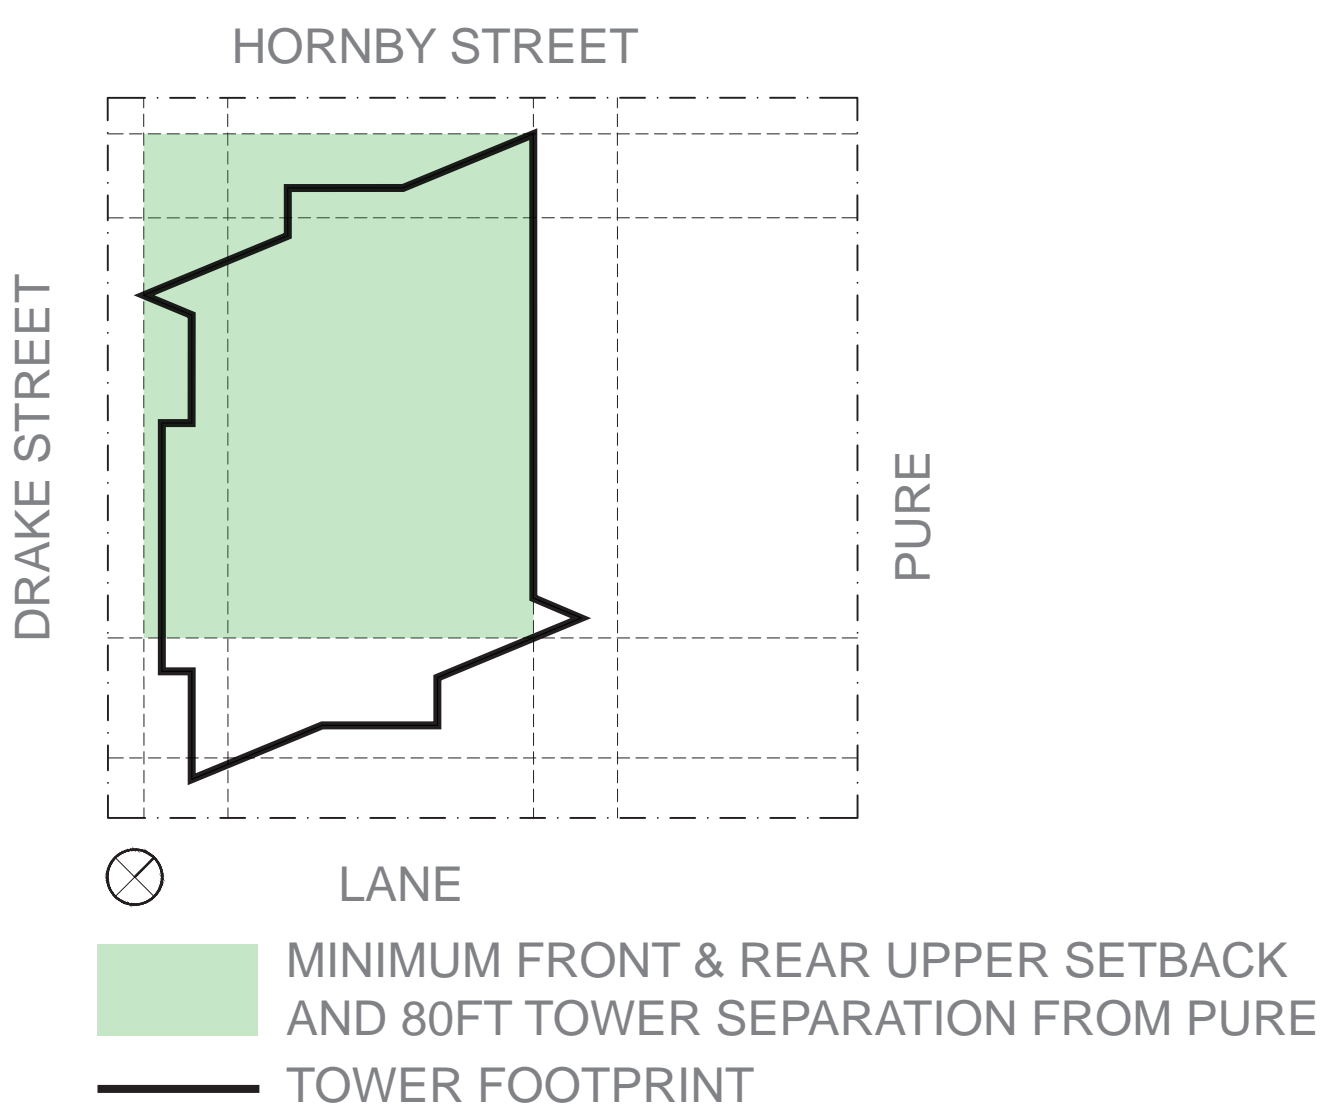 HORNBY STREET
DRAKE STREET
PURE
LANE
MINIMUM FRONT & REAR UPPER SETBACK
AND 80FT TOWER SEPARATION FROM PURE
TOWER FOOTPRINT